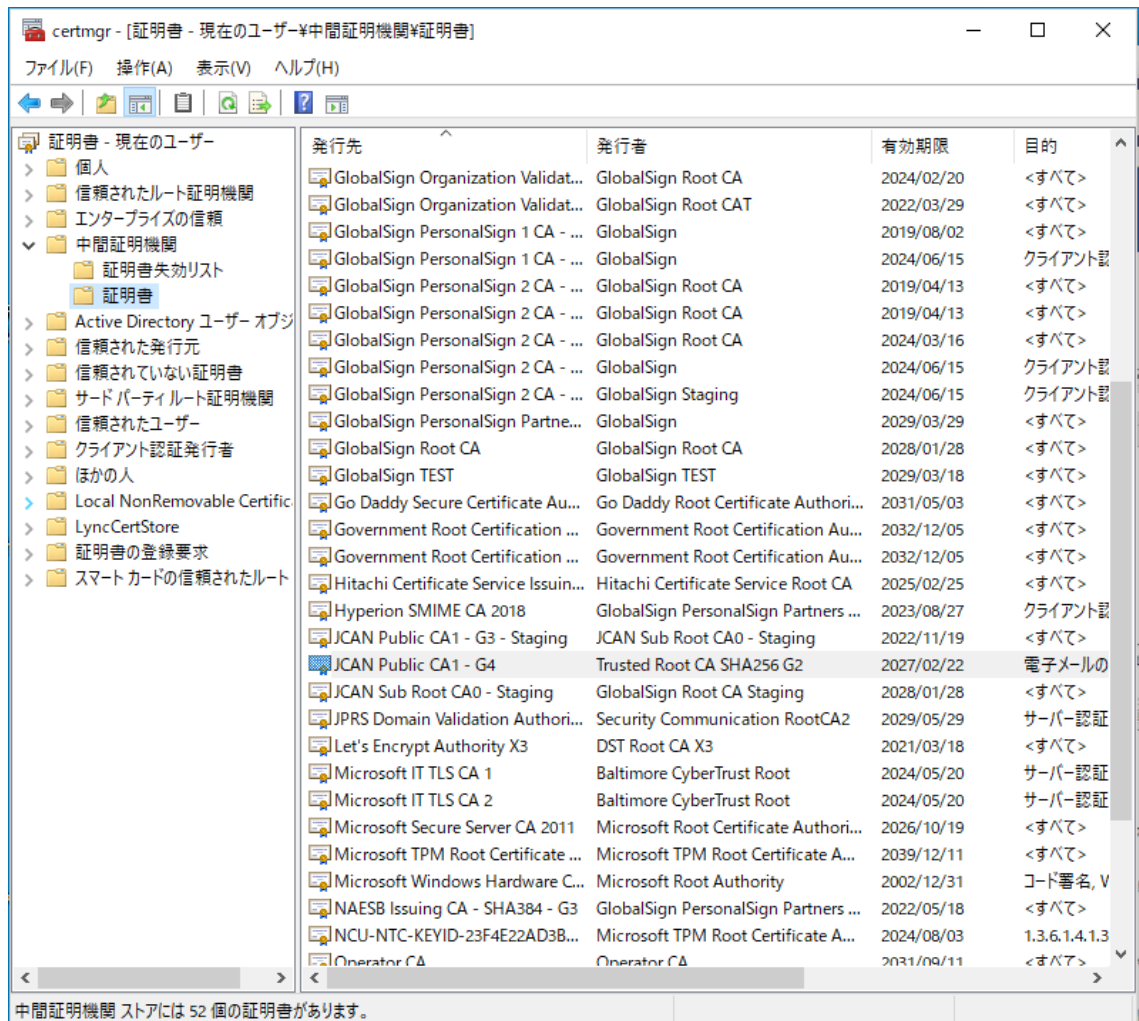 certmgr - [証明書 - 現在のユーザー¥中間証明機関¥証明書]
ファイル(F) 操作(A) 表示(V) ヘルプ(H)
証明書 - 現在のユーザー
個人
信頼されたルート証明機関
エンタープライズの信頼
中間証明機関
証明書失効リスト
証明書
Active Directory ユーザー オブジ
信頼された発行元
信頼されていない証明書
サード パーティ ルート証明機関
信頼されたユーザー
クライアント認証発行者
ほかの人
Local NonRemovable Certific
LyncCertStore
証明書の登録要求
スマート カードの信頼されたルート
発行先 発行者 有効期限 目的
GlobalSign Organization Validat... GlobalSign Root CA 2024/02/20 <すべて>
GlobalSign Organization Validat... GlobalSign Root CAT 2022/03/29 <すべて>
GlobalSign PersonalSign 1 CA - ... GlobalSign 2019/08/02 <すべて>
GlobalSign PersonalSign 1 CA - ... GlobalSign 2024/06/15 クライアント認
GlobalSign PersonalSign 2 CA - ... GlobalSign Root CA 2019/04/13 <すべて>
GlobalSign PersonalSign 2 CA - ... GlobalSign Root CA 2019/04/13 <すべて>
GlobalSign PersonalSign 2 CA - ... GlobalSign Root CA 2024/03/16 <すべて>
GlobalSign PersonalSign 2 CA - ... GlobalSign 2024/06/15 クライアント認
GlobalSign PersonalSign 2 CA - ... GlobalSign Staging 2024/06/15 クライアント認
GlobalSign PersonalSign Partne... GlobalSign 2029/03/29 <すべて>
GlobalSign Root CA GlobalSign Root CA 2028/01/28 <すべて>
GlobalSign TEST GlobalSign TEST 2029/03/18 <すべて>
Go Daddy Secure Certificate Au... Go Daddy Root Certificate Authori... 2031/05/03 <すべて>
Government Root Certification ... Government Root Certification Au... 2032/12/05 <すべて>
Government Root Certification ... Government Root Certification Au... 2032/12/05 <すべて>
Hitachi Certificate Service Issuin... Hitachi Certificate Service Root CA 2025/02/25 <すべて>
Hyperion SMIME CA 2018 GlobalSign PersonalSign Partners ... 2023/08/27 クライアント認
JCAN Public CA1 - G3 - Staging JCAN Sub Root CA0 - Staging 2022/11/19 <すべて>
JCAN Public CA1 - G4 Trusted Root CA SHA256 G2 2027/02/22 電子メールの
JCAN Sub Root CA0 - Staging GlobalSign Root CA Staging 2028/01/28 <すべて>
JPRS Domain Validation Authori... Security Communication RootCA2 2029/05/29 サーバー認証
Let's Encrypt Authority X3 DST Root CA X3 2021/03/18 <すべて>
Microsoft IT TLS CA 1 Baltimore CyberTrust Root 2024/05/20 サーバー認証
Microsoft IT TLS CA 2 Baltimore CyberTrust Root 2024/05/20 サーバー認証
Microsoft Secure Server CA 2011 Microsoft Root Certificate Authori... 2026/10/19 <すべて>
Microsoft TPM Root Certificate ... Microsoft TPM Root Certificate A... 2039/12/11 <すべて>
Microsoft Windows Hardware C... Microsoft Root Authority 2002/12/31 コード署名, V
NAESB Issuing CA - SHA384 - G3 GlobalSign PersonalSign Partners ... 2022/05/18 <すべて>
NCU-NTC-KEYID-23F4E22AD3B... Microsoft TPM Root Certificate A... 2024/08/03 1.3.6.1.4.1.3
Operator CA Operator CA 2031/09/11 <すべて>
中間証明機関 ストアには 52 個の証明書があります。